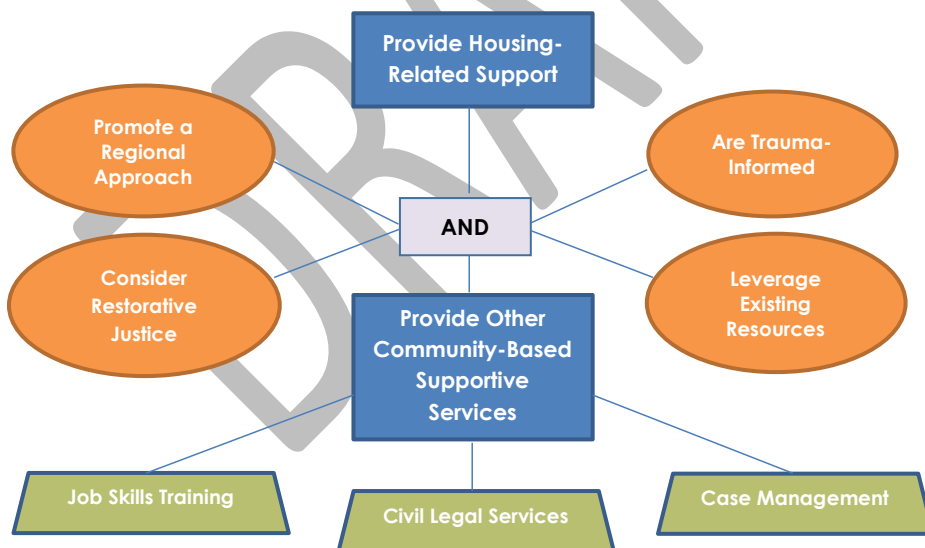 Provide Housing-
Related Support
Promote a
Regional
Approach
Are Trauma-
Informed
AND
Consider
Restorative
Justice
Leverage
Existing
Resources
Provide Other
Community-Based
Supportive
Services
Job Skills Training
Civil Legal Services
Case Management
DRA